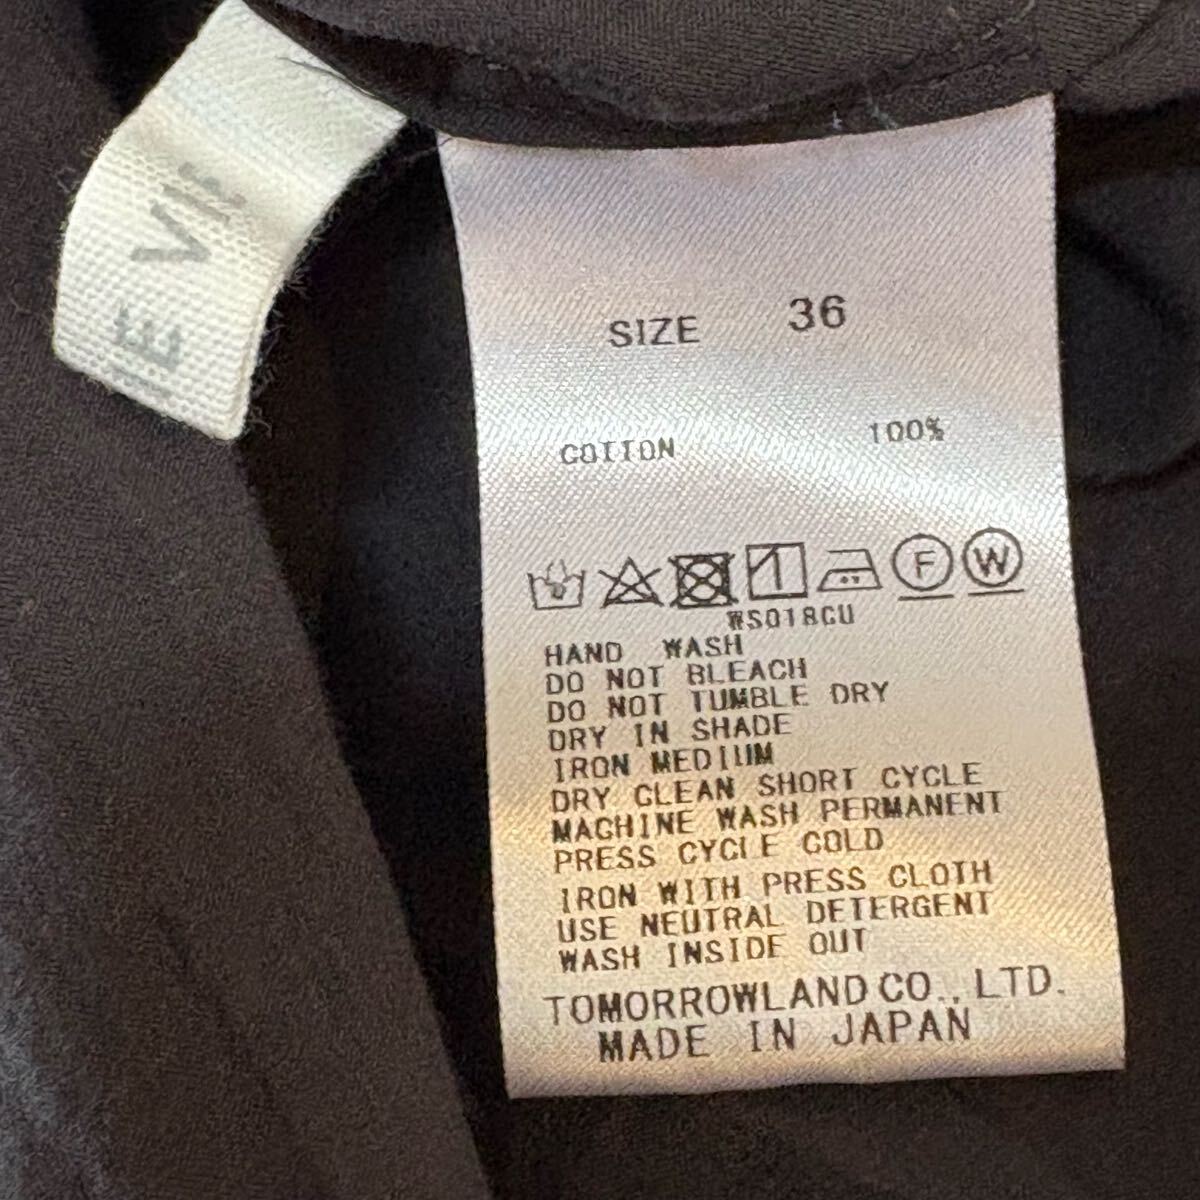 SIZE 36
COTTON 100%
F W
WS018CU
HAND WASH
DO NOT BLEACH
DO NOT TUMBLE DRY
DRY IN SHADE
IRON MEDIUM
DRY CLEAN SHORT CYCLE
MACHINE WASH PERMANENT
PRESS CYCLE COLD
IRON WITH PRESS CLOTH
USE NEUTRAL DETERGENT
WASH INSIDE OUT
TOMORROWLAND CO., LTD.
MADE IN JAPAN